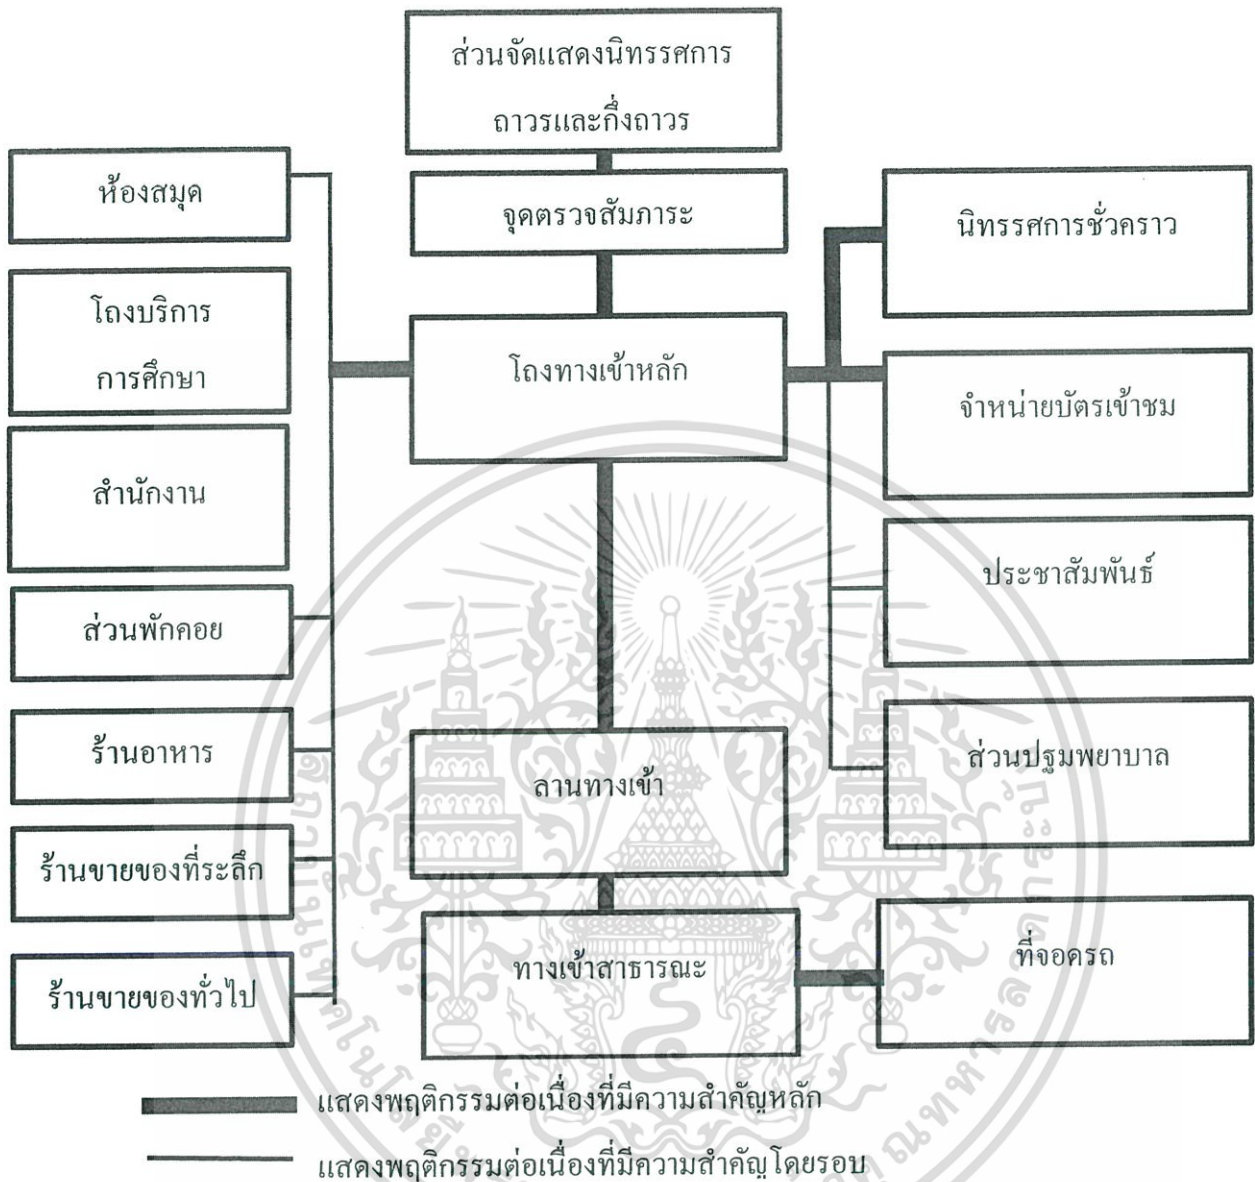 ส่วนจัดแสดงนิทรรศการ
ถาวรและกึ่งถาวร
ห้องสมุด
จุดตรวจสัมภาระ
นิทรรศการชั่วคราว
โถงบริการ
การศึกษา
โถงทางเข้าหลัก
จำหน่ายบัตรเข้าชม
สำนักงาน
ประชาสัมพันธ์
ส่วนพักคอย
ร้านอาหาร
ลานทางเข้า
ส่วนปฐมพยาบาล
ร้านขายของที่ระลึก
ร้านขายของทั่วไป
ทางเข้าสาธารณะ
ที่จอดรถ
แสดงพฤติกรรมต่อเนื่องที่มีความสำคัญหลัก
แสดงพฤติกรรมต่อเนื่องที่มีความสำคัญโดยรอบ